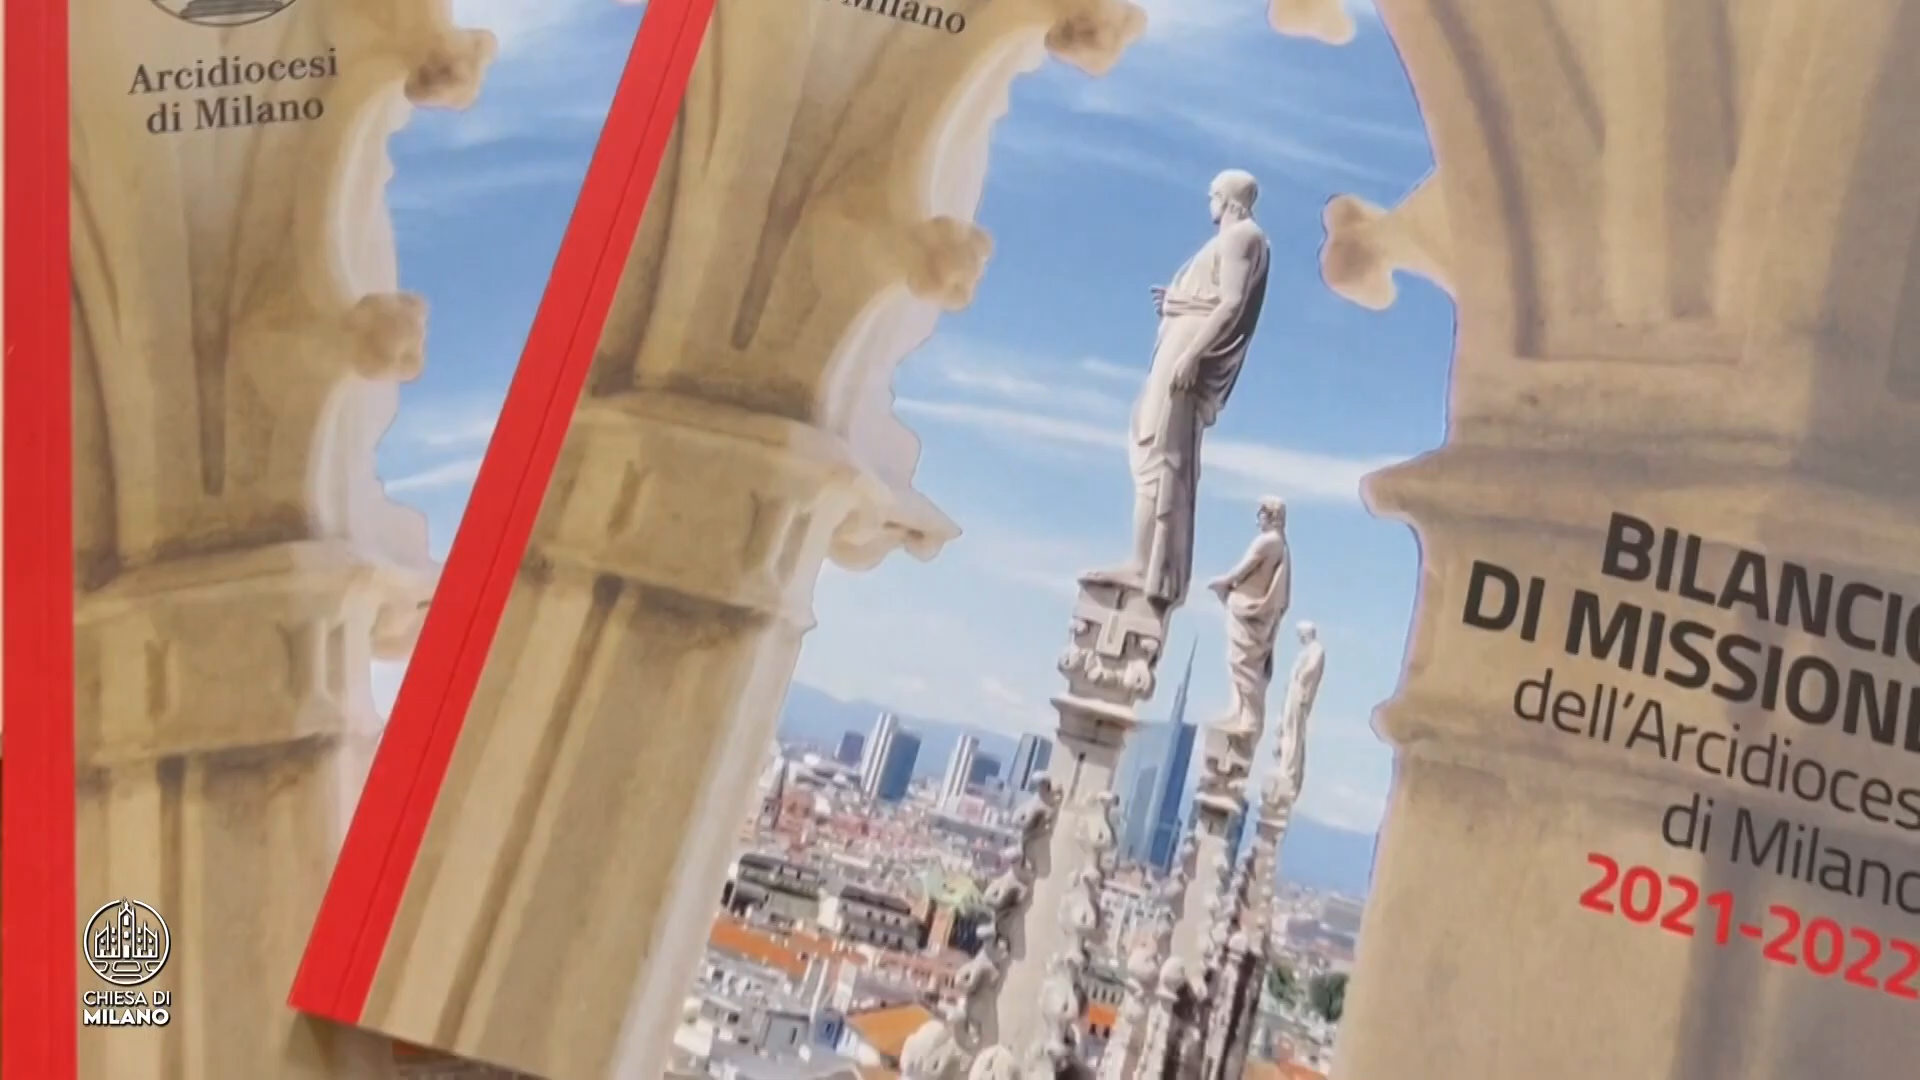 Arcidiocesi
di Milano
Milano
BILANCIO
DI MISSIONE
dell'Arcidiocesi
di Milano
2021-2022
CHIESA DI
MILANO